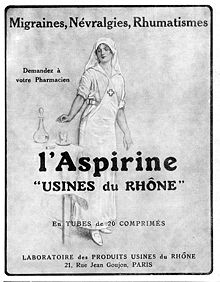 Migraines, Névralgies, Rhumatismes
Demandez à
votre Pharmacien
l'Aspirine
"USINES du RHÔNE"
En TUBES de 20 COMPRIMÉS
LABORATOIRE des PRODUITS USINES du RHÔNE
21, Rue Jean Goujon, PARIS